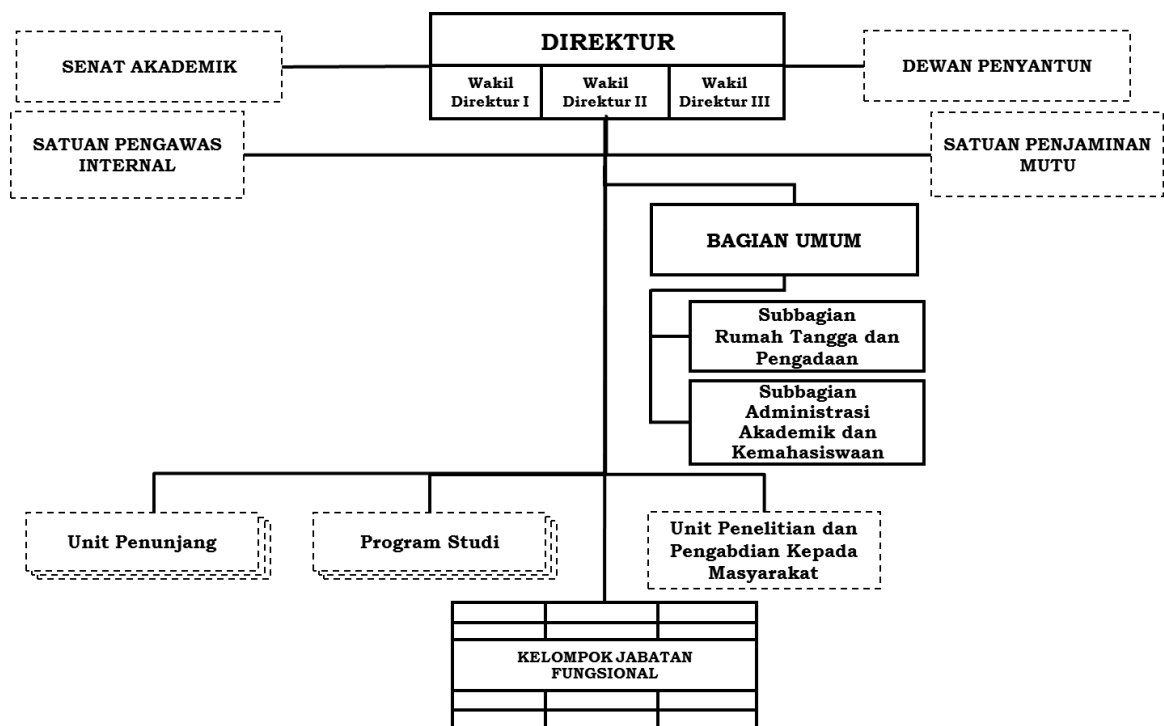 DIREKTUR
SENAT AKADEMIK
DEWAN PENYANTUN
Wakil
Direktur I
Wakil
Direktur II
Wakil
Direktur III
SATUAN PENGAWAS
INTERNAL
SATUAN PENJAMINAN
MUTU
BAGIAN UMUM
Subbagian
Rumah Tangga dan
Pengadaan
Subbagian
Administrasi
Akademik dan
Kemahasiswaan
Unit Penunjang
Program Studi
Unit Penelitian dan
Pengabdian Kepada
Masyarakat
KELOMPOK JABATAN
FUNGSIONAL